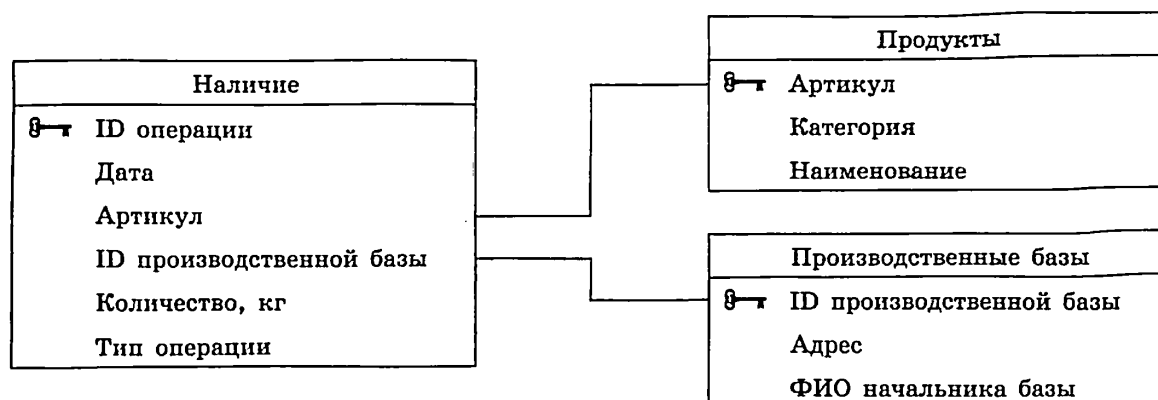 Наличие
ID операции
Дата
Артикул
ID производственной базы
Количество, кг
Тип операции
Продукты
Артикул
Категория
Наименование
Производственные базы
ID производственной базы
Адрес
ФИО начальника базы